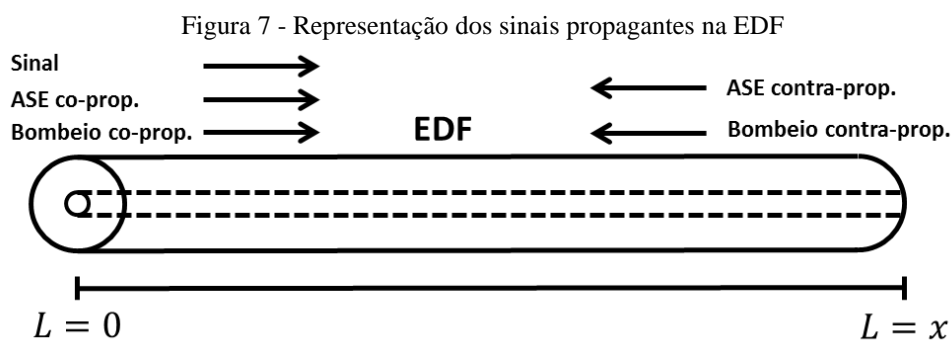 Figura 7 - Representação dos sinais propagantes na EDF
Sinal
ASE co-prop.
Bombeio co-prop.
EDF
ASE contra-prop.
Bombeio contra-prop.
L = 0
L = x